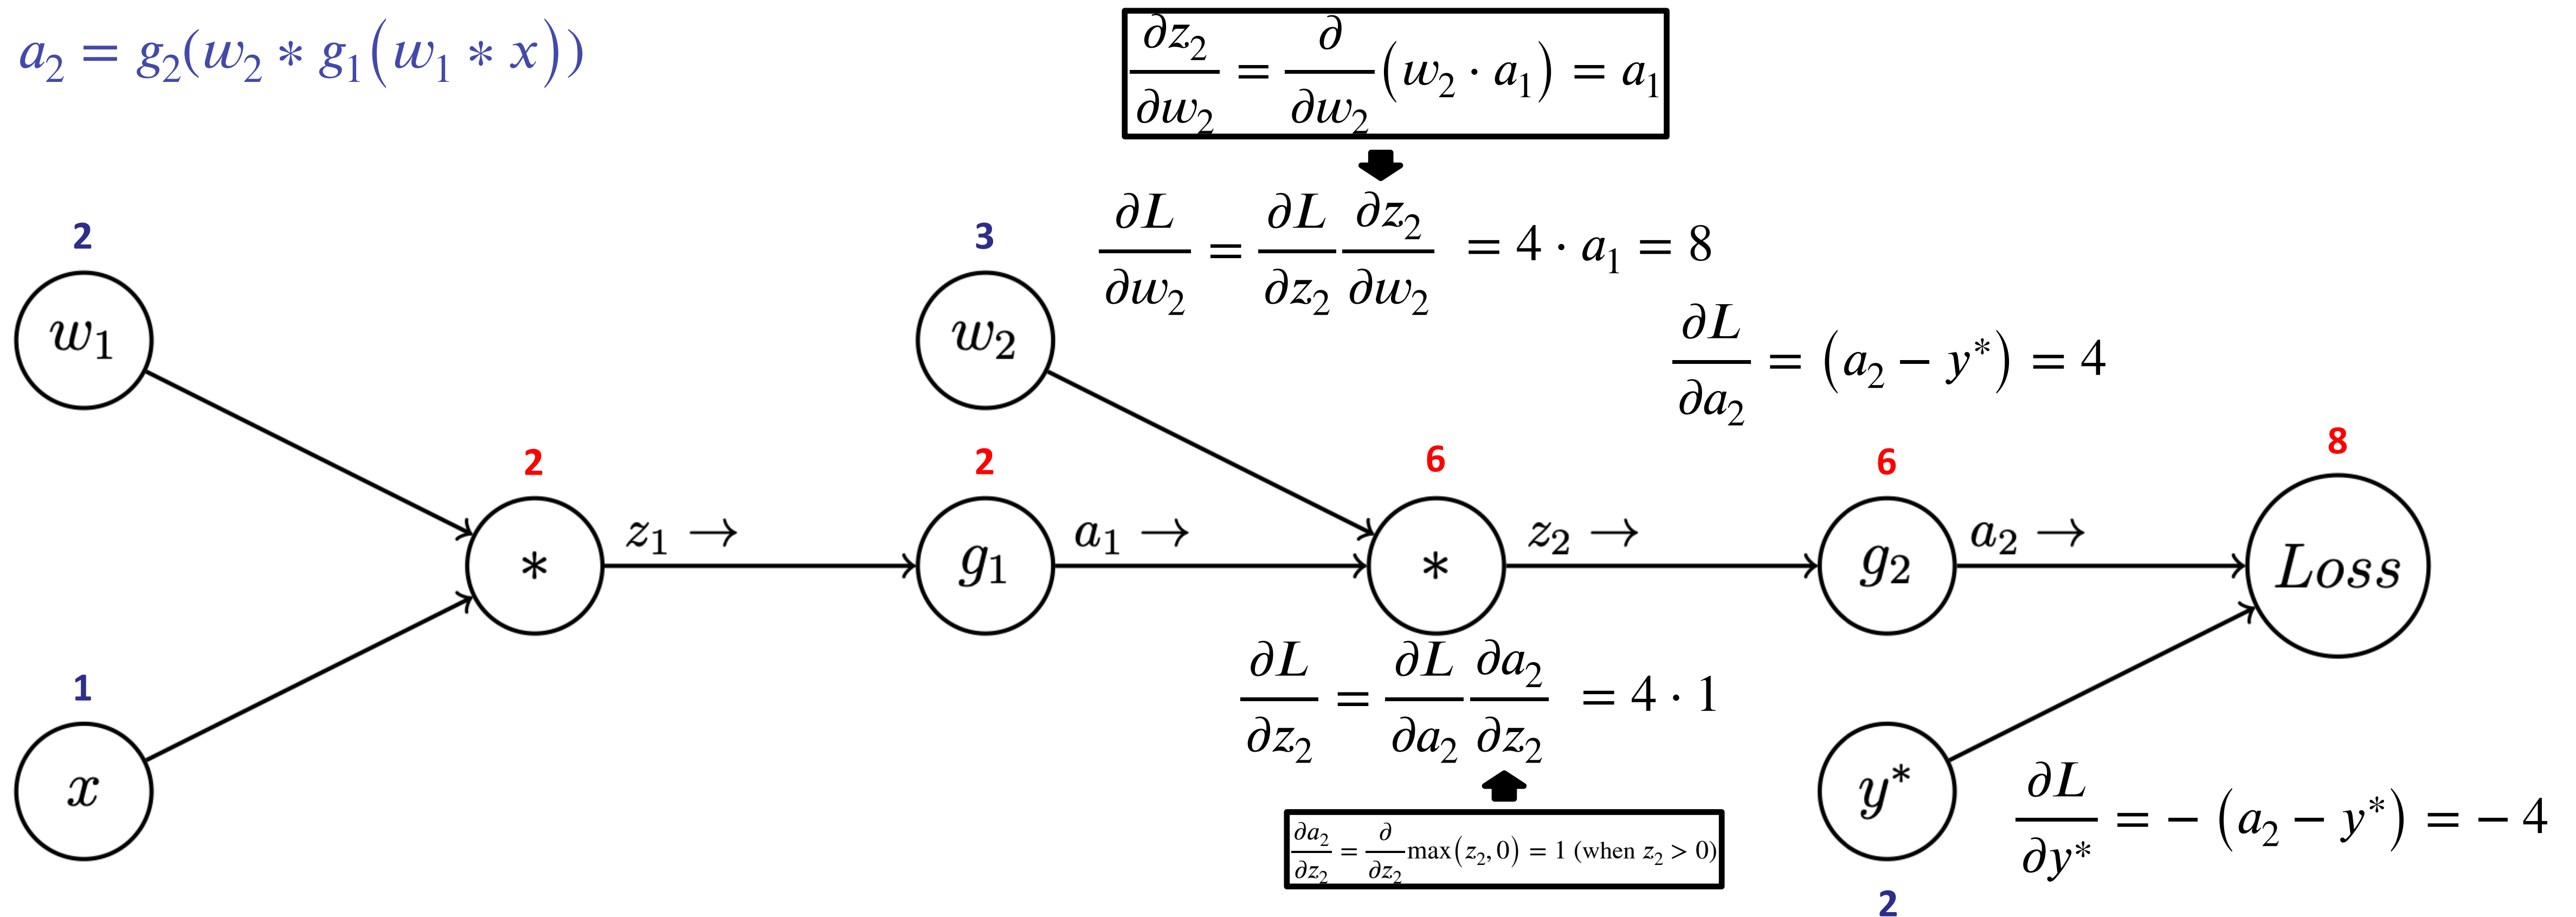 a₂ = g₂(w₂ * g₁(w₁ * x))
∂z₂/∂w₂ = ∂/∂w₂ (w₂ · a₁) = a₁
∂L/∂w₂ = ∂L/∂z₂ ∂z₂/∂w₂ = 4 · a₁ = 8
2
3
w₁
w₂
∂L/∂a₂ = (a₂ − y*) = 4
2
2
6
6
8
*
z₁ →
g₁
a₁ →
*
z₂ →
g₂
a₂ →
Loss
∂L/∂z₂ = ∂L/∂a₂ ∂a₂/∂z₂ = 4 · 1
1
x
y*
∂L/∂y* = − (a₂ − y*) = − 4
∂a₂/∂z₂ = ∂/∂z₂ max(z₂, 0) = 1 (when z₂ > 0)
2